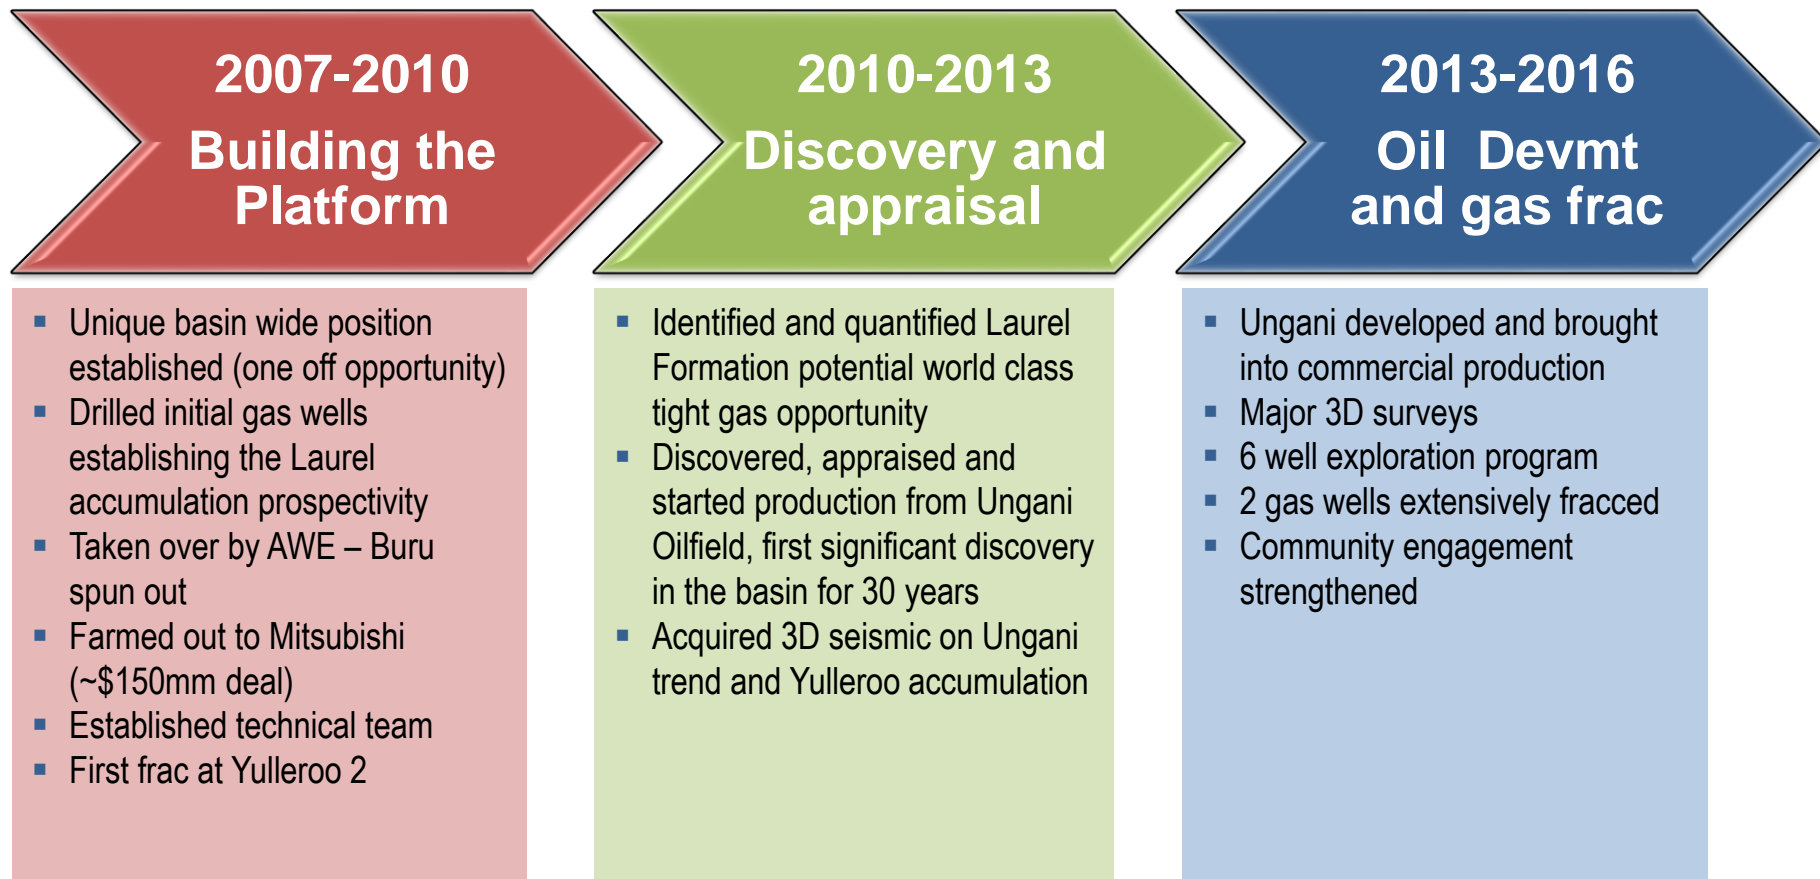 2007-2010
Building the
Platform
▪ Unique basin wide position
established (one off opportunity)
▪ Drilled initial gas wells
establishing the Laurel
accumulation prospectivity
▪ Taken over by AWE – Buru
spun out
▪ Farmed out to Mitsubishi
(~$150mm deal)
▪ Established technical team
▪ First frac at Yulleroo 2
2010-2013
Discovery and
appraisal
▪ Identified and quantified Laurel
Formation potential world class
tight gas opportunity
▪ Discovered, appraised and
started production from Ungani
Oilfield, first significant discovery
in the basin for 30 years
▪ Acquired 3D seismic on Ungani
trend and Yulleroo accumulation
2013-2016
Oil Devmt
and gas frac
▪ Ungani developed and brought
into commercial production
▪ Major 3D surveys
▪ 6 well exploration program
▪ 2 gas wells extensively fracced
▪ Community engagement
strengthened